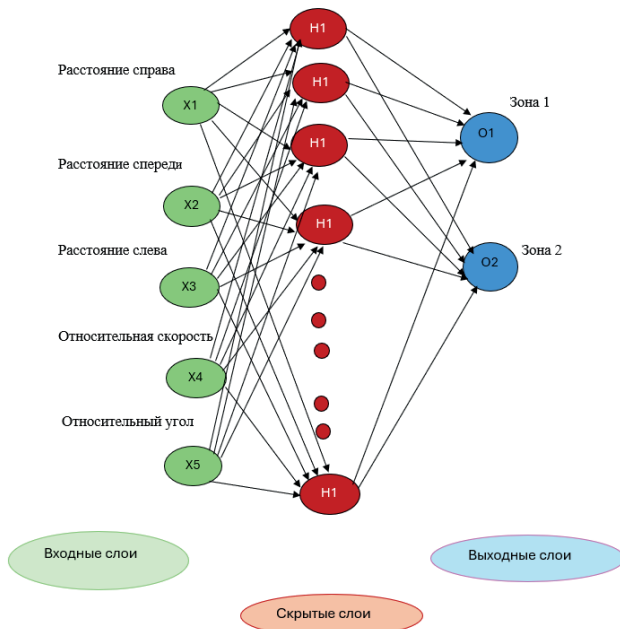 H1
H1
Расстояние справа
X1
Зона 1
O1
H1
Расстояние спереди
X2
H1
Расстояние слева
X3
Зона 2
O2
Относительная скорость
X4
Относительный угол
X5
H1
Входные слои
Выходные слои
Скрытые слои